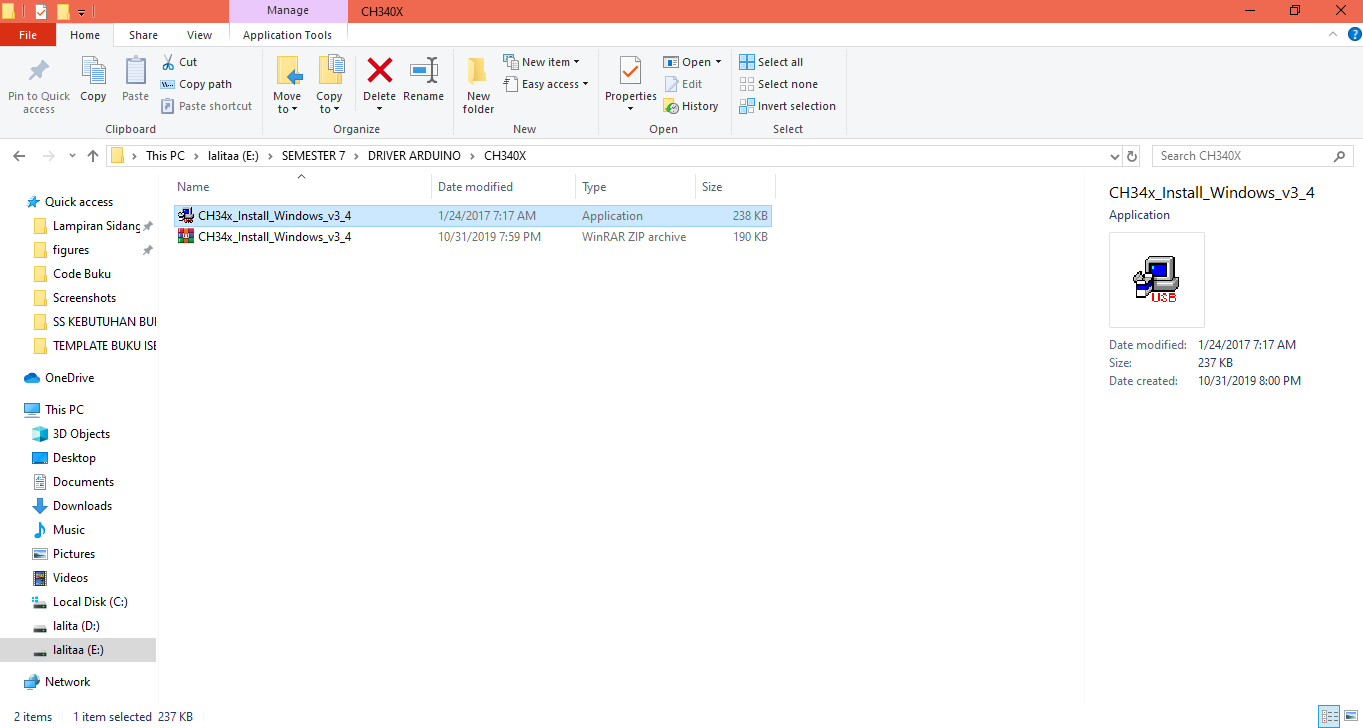 Manage
CH340X
File
Home
Share
View
Application Tools
Pin to Quick access
Copy
Paste
Cut
Copy path
Paste shortcut
Clipboard
Move to
Copy to
Delete
Rename
Organize
New folder
New item
Easy access
New
Properties
Open
Edit
History
Open
Select all
Select none
Invert selection
Select
This PC > lalitaa (E:) > SEMESTER 7 > DRIVER ARDUINO > CH340X
Search CH340X
Name Date modified Type Size
CH34x_Install_Windows_v3_4 1/24/2017 7:17 AM Application 238 KB
CH34x_Install_Windows_v3_4 10/31/2019 7:59 PM WinRAR ZIP archive 190 KB
Quick access
Lampiran Sidang
figures
Code Buku
Screenshots
SS KEBUTUHAN BU
TEMPLATE BUKU ISE
OneDrive
This PC
3D Objects
Desktop
Documents
Downloads
Music
Pictures
Videos
Local Disk (C:)
lalita (D:)
lalitaa (E:)
Network
CH34x_Install_Windows_v3_4
Application
USB
Date modified: 1/24/2017 7:17 AM
Size: 237 KB
Date created: 10/31/2019 8:00 PM
2 items 1 item selected 237 KB